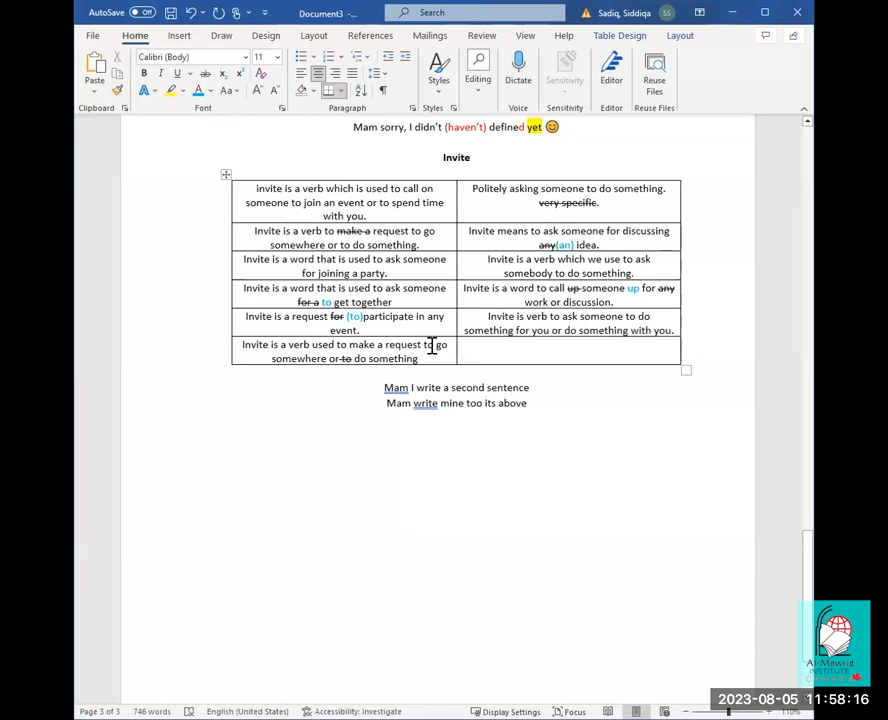 AutoSave Off Document3 -... Search Sadiq, Siddiqa SS
File Home Insert Draw Design Layout References Mailings Review View Help Table Design Layout
Calibri (Body) 11
Paste Styles Editing Dictate Sensitivity Editor Reuse Files
Clipboard Font Paragraph Styles Voice Sensitivity Editor Reuse Files
Mam sorry, I didn't (haven't) defined yet 😊
Invite
invite is a verb which is used to call on
someone to join an event or to spend time
with you.
Politely asking someone to do something.
very specific.
Invite is a verb to make a request to go
somewhere or to do something.
Invite means to ask someone for discussing
any(an) idea.
Invite is a word that is used to ask someone
for joining a party.
Invite is a verb which we use to ask
somebody to do something.
Invite is a word that is used to ask someone
for a to get together
Invite is a word to call up someone up for any
work or discussion.
Invite is a request for (to)participate in any
event.
Invite is verb to ask someone to do
something for you or do something with you.
Invite is a verb used to make a request to go
somewhere or to do something
Mam I write a second sentence
Mam write mine too its above
Al-Mawrid
INSTITUTE
CANADA
Page 3 of 3 746 words English (United States) Accessibility: Investigate Display Settings Focus 110%
2023-08-05 11:58:16